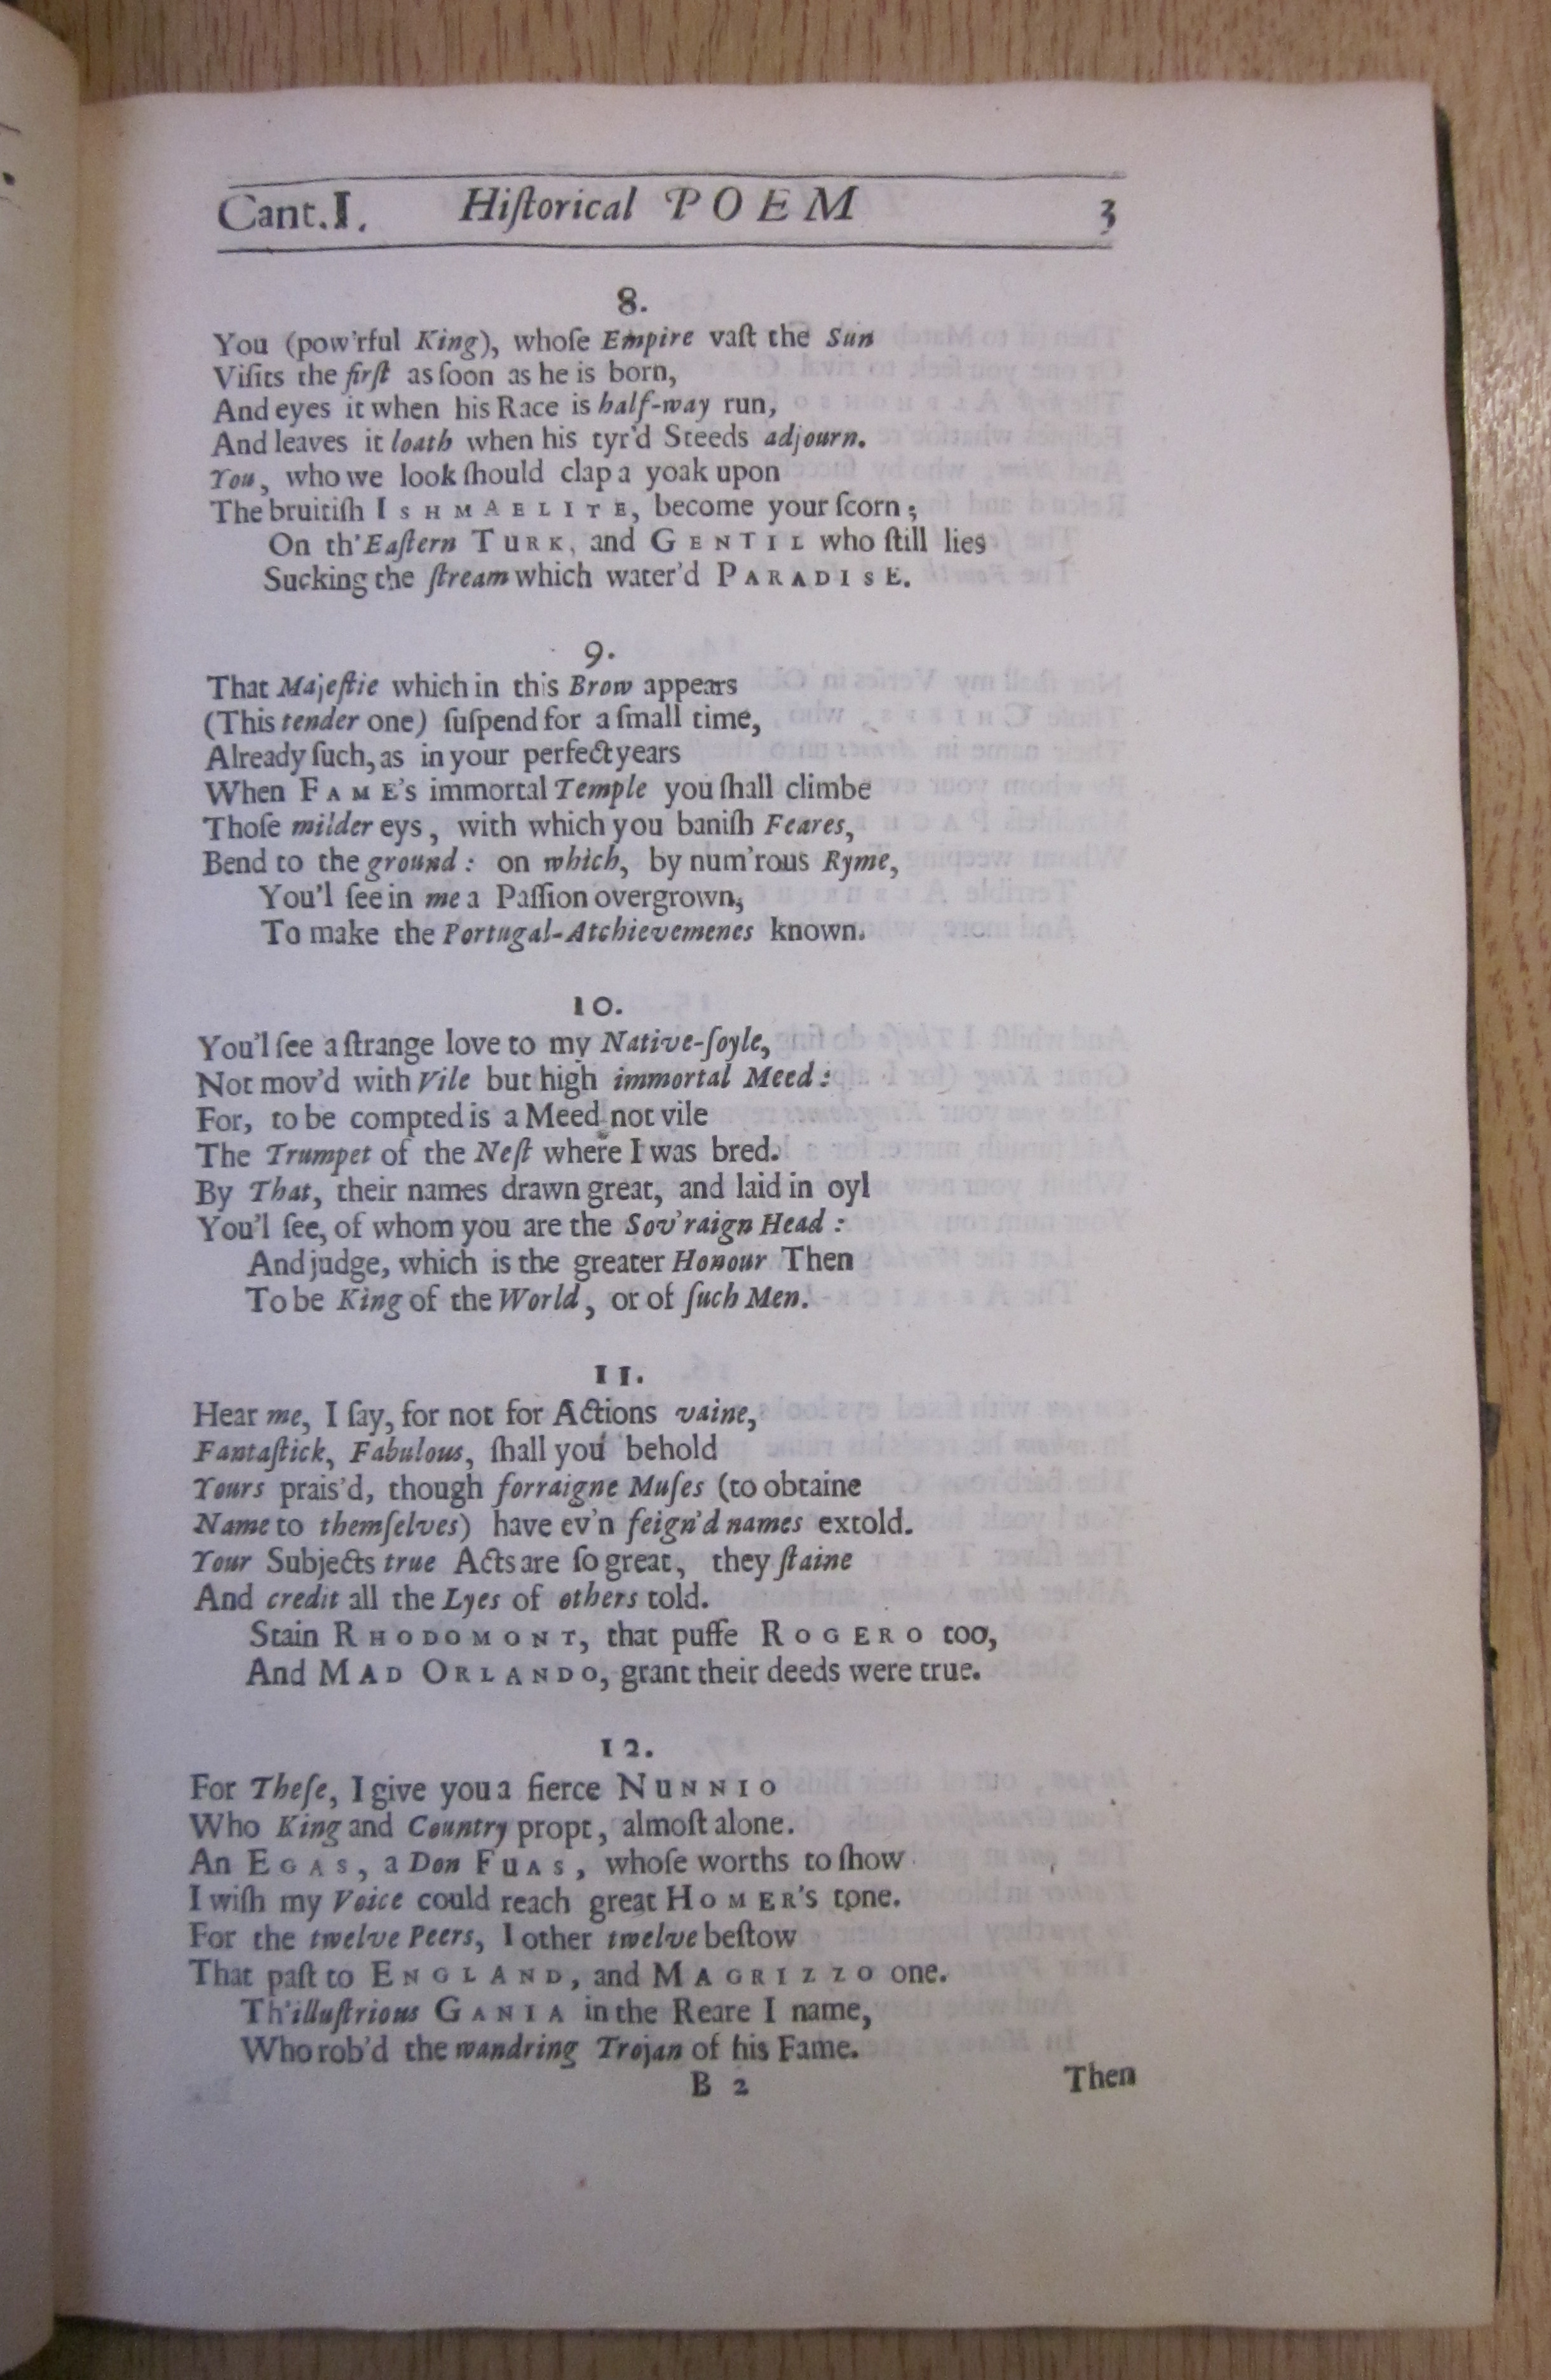 Cant.I. Hiſtorical POEM 3
8.
You (pow'rful King), whoſe Empire vaſt the Sun
Viſits the firſt as ſoon as he is born,
And eyes it when his Race is half-way run,
And leaves it loath when his tyr'd Steeds adjourn.
You, who we look ſhould clap a yoak upon
The bruitiſh ISHMAELITE, become your ſcorn;
On th' Eaſtern TURK, and GENTIL who ſtill lies
Sucking the ſtream which water'd PARADISE.
9.
That Majeſtie which in this Brow appears
(This tender one) ſuſpend for a ſmall time,
Already ſuch, as in your perfect years
When FAME's immortal Temple you ſhall climbe
Thoſe milder eys, with which you baniſh Feares,
Bend to the ground: on which, by num'rous Ryme,
You'l ſee in me a Paſſion overgrown,
To make the Portugal-Atchievemenes known.
10.
You'l ſee a ſtrange love to my Native-ſoyle,
Not mov'd with Vile but high immortal Meed:
For, to be compted is a Meed not vile
The Trumpet of the Neſt where I was bred.
By That, their names drawn great, and laid in oyl
You'l ſee, of whom you are the Sov'raign Head:
And judge, which is the greater Honour Then
To be King of the World, or of ſuch Men.
11.
Hear me, I ſay, for not for Actions vaine,
Fantaſtick, Fabulous, ſhall you behold
Yours prais'd, though forraigne Muſes (to obtaine
Name to themſelves) have ev'n feign'd names extold.
Your Subjects true Acts are ſo great, they ſtaine
And credit all the Lyes of others told.
Stain RHODOMONT, that puffe ROGERO too,
And MAD ORLANDO, grant their deeds were true.
12.
For Theſe, I give you a fierce NUNNIO
Who King and Country propt, almoſt alone.
An EGAS, a Don FUAS, whoſe worths to ſhow
I wiſh my Voice could reach great HOMER's tone.
For the twelve Peers, I other twelve beſtow
That paſt to ENGLAND, and MAGRIZZO one.
Th' illuſtrious GANIA in the Reare I name,
Who rob'd the wandring Trojan of his Fame.
B 2 Then